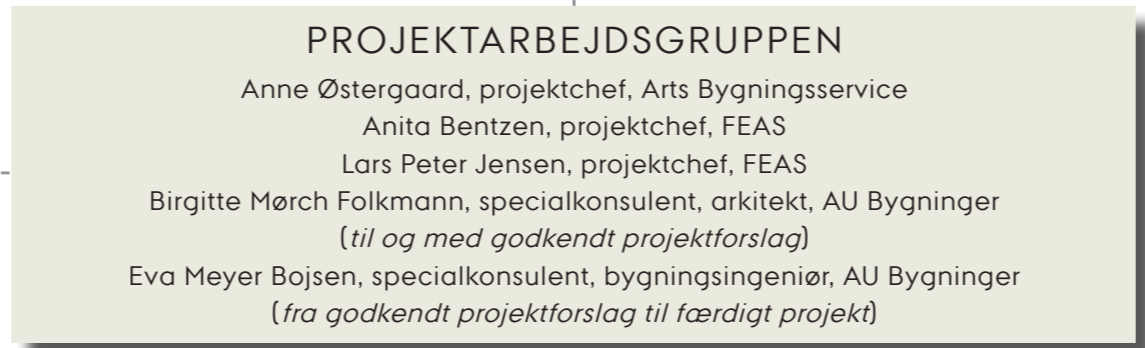 PROJEKTARBEJDSGRUPPEN
Anne Østergaard, projektchef, Arts Bygningsservice
Anita Bentzen, projektchef, FEAS
Lars Peter Jensen, projektchef, FEAS
Birgitte Mørch Folkmann, specialkonsulent, arkitekt, AU Bygninger
(til og med godkendt projektforslag)
Eva Meyer Bojsen, specialkonsulent, bygningsingeniør, AU Bygninger
(fra godkendt projektforslag til færdigt projekt)